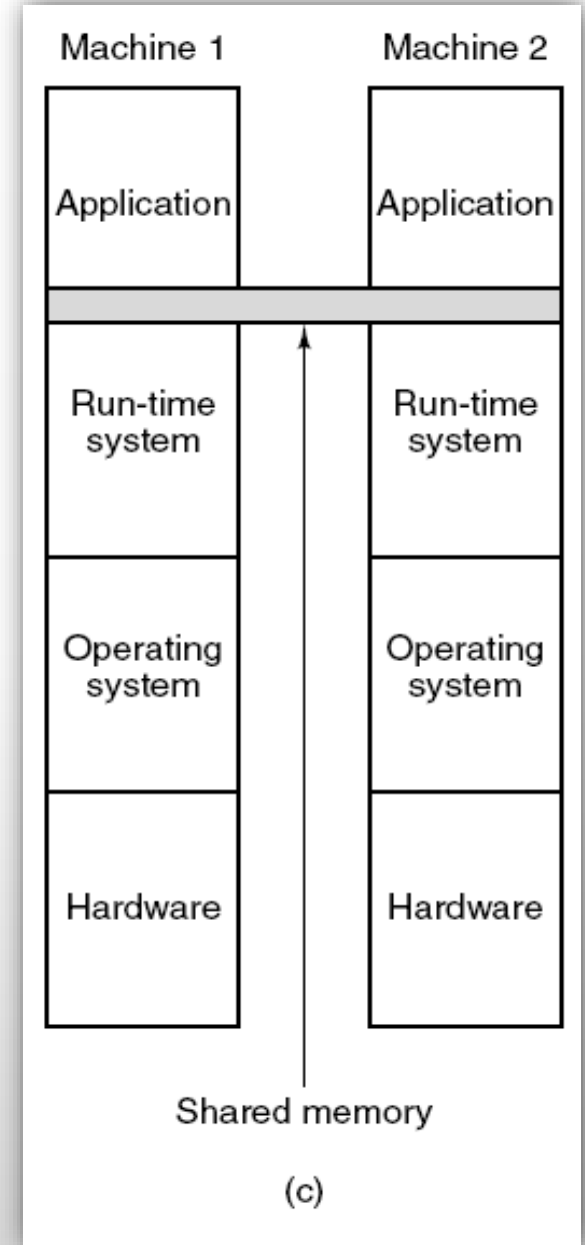 Machine 1
Machine 2
Application
Application
Run-time
system
Run-time
system
Operating
system
Operating
system
Hardware
Hardware
Shared memory
(c)